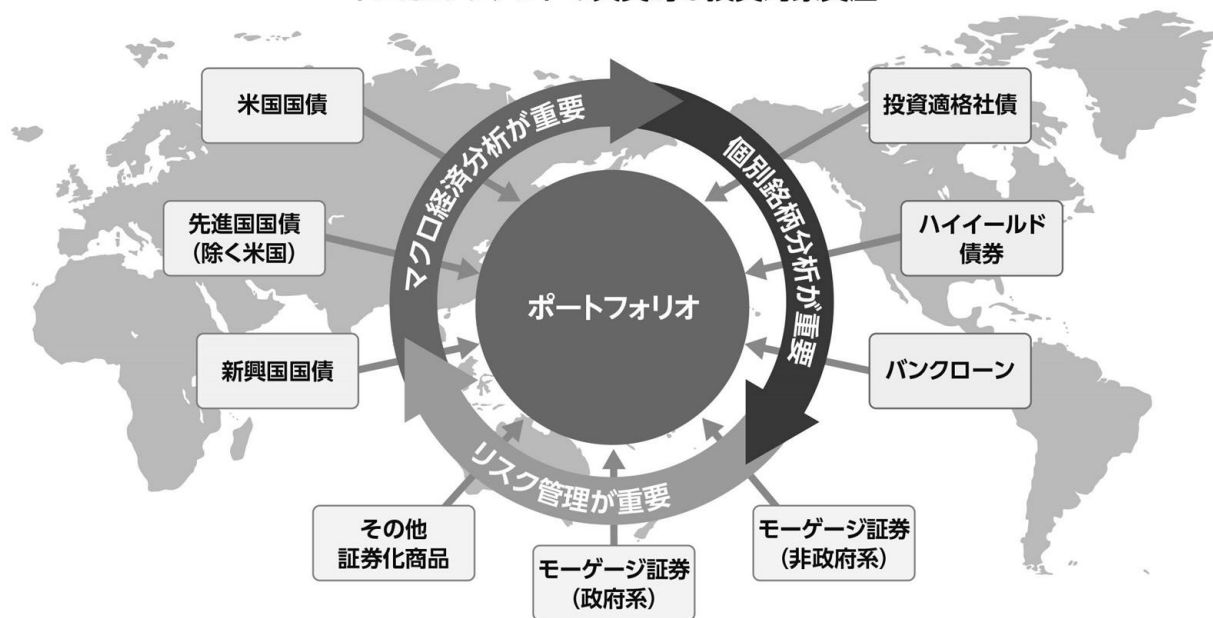 米国国債
先進国国債
(除く米国)
新興国国債
投資適格社債
ハイイールド
債券
バンクローン
マクロ経済分析が重要
個別銘柄分析が重要
リスク管理が重要
ポートフォリオ
その他
証券化商品
モーゲージ証券
(政府系)
モーゲージ証券
(非政府系)